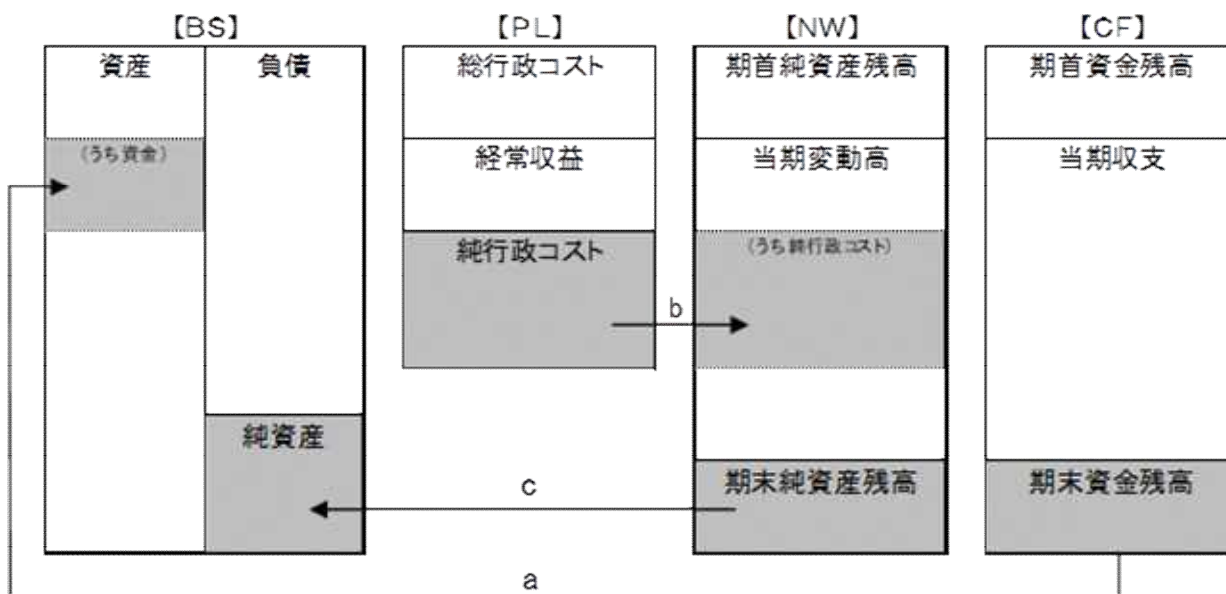 【BS】
【PL】
【NW】
【CF】
資産
負債
総行政コスト
期首純資産残高
期首資金残高
(うち資金)
経常収益
当期変動高
当期収支
純行政コスト
(うち純行政コスト)
b
純資産
期末純資産残高
期末資金残高
c
a